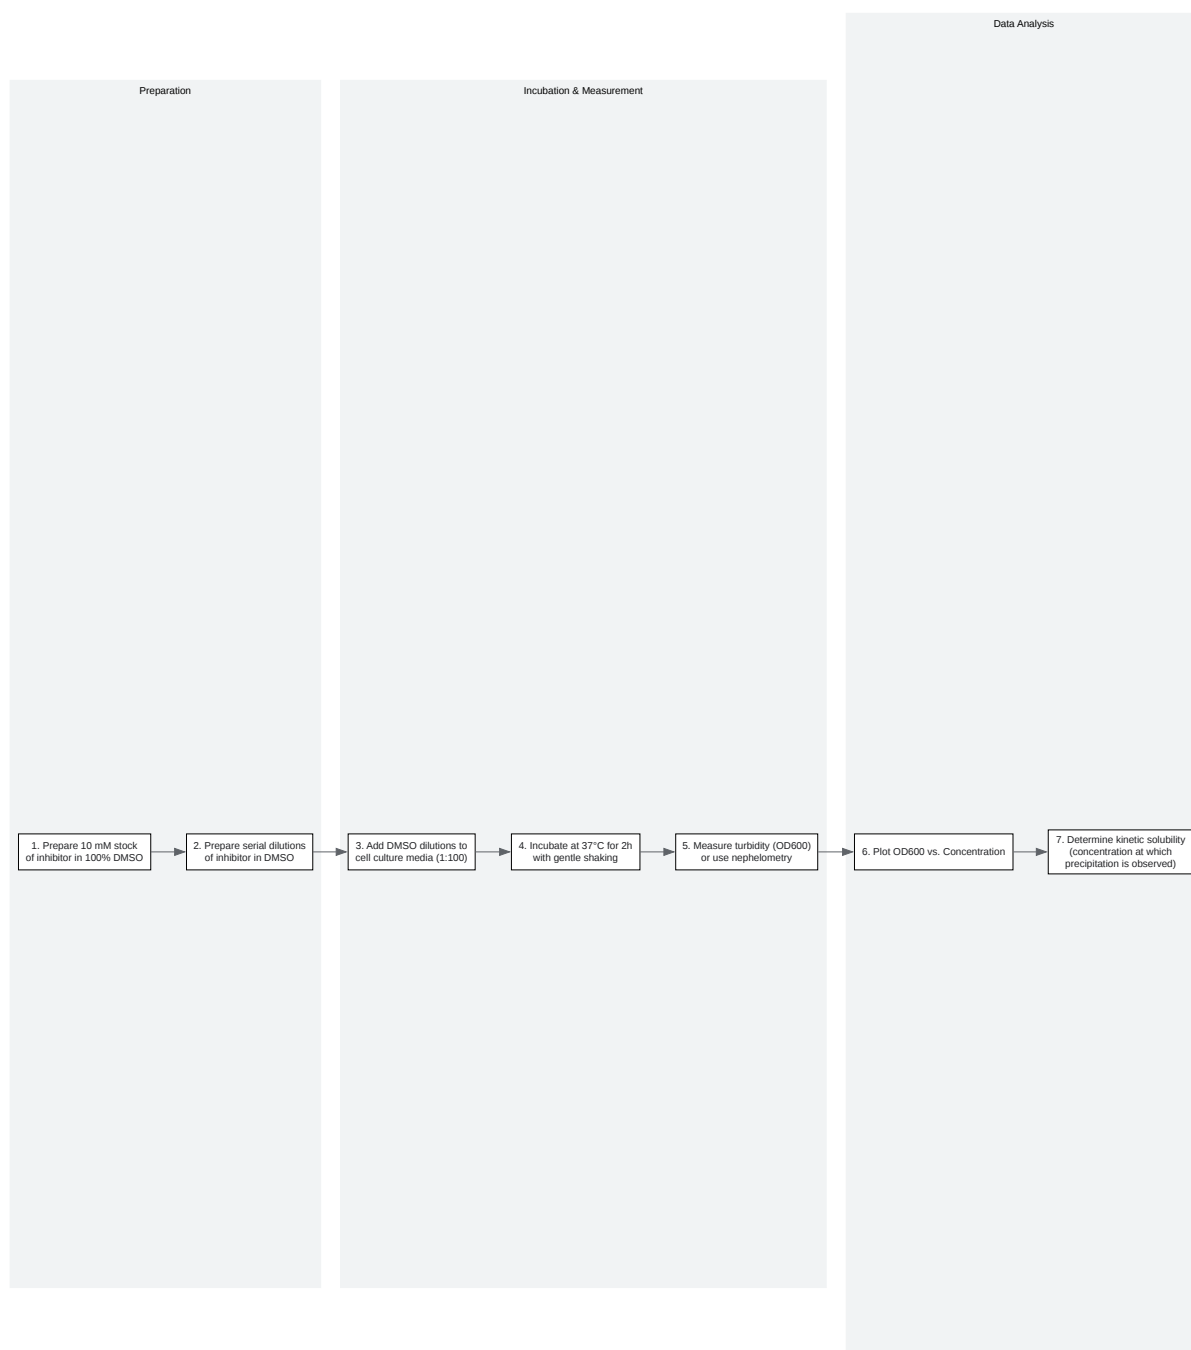 Data Analysis
Preparation
Incubation & Measurement
1. Prepare 10 mM stock
of inhibitor in 100% DMSO
2. Prepare serial dilutions
of inhibitor in DMSO
3. Add DMSO dilutions to
cell culture media (1:100)
4. Incubate at 37°C for 2h
with gentle shaking
5. Measure turbidity (OD600)
or use nephelometry
6. Plot OD600 vs. Concentration
7. Determine kinetic solubility
(concentration at which
precipitation is observed)